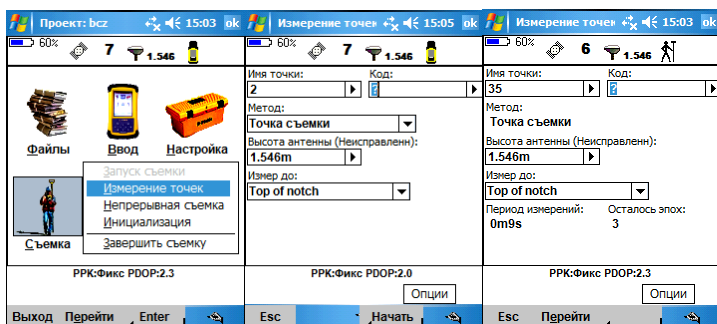 Проект: bcz 15:03 ok
60% 7 1.546
Файлы Ввод Настройка
Запуск съемки
Измерение точек
Непрерывная съемка
Инициализация
Завершить съемку
Съемка
PPK:Фикс PDOP:2.3
Выход Перейти Enter
Измерение точек 15:05 ok
60% 7 1.546
Имя точки: Код:
2 ?
Метод:
Точка съемки
Высота антенны (Неисправленн):
1.546m
Измер до:
Top of notch
PPK:Фикс PDOP:2.0
Опции
Esc Начать
Измерение точек 15:03 ok
60% 6 1.546
Имя точки: Код:
35 ?
Метод:
Точка съемки
Высота антенны (Неисправленн):
1.546m
Измер до:
Top of notch
Период измерений: Осталось эпох:
0m9s 3
PPK:Фикс PDOP:2.3
Опции
Esc Перейти